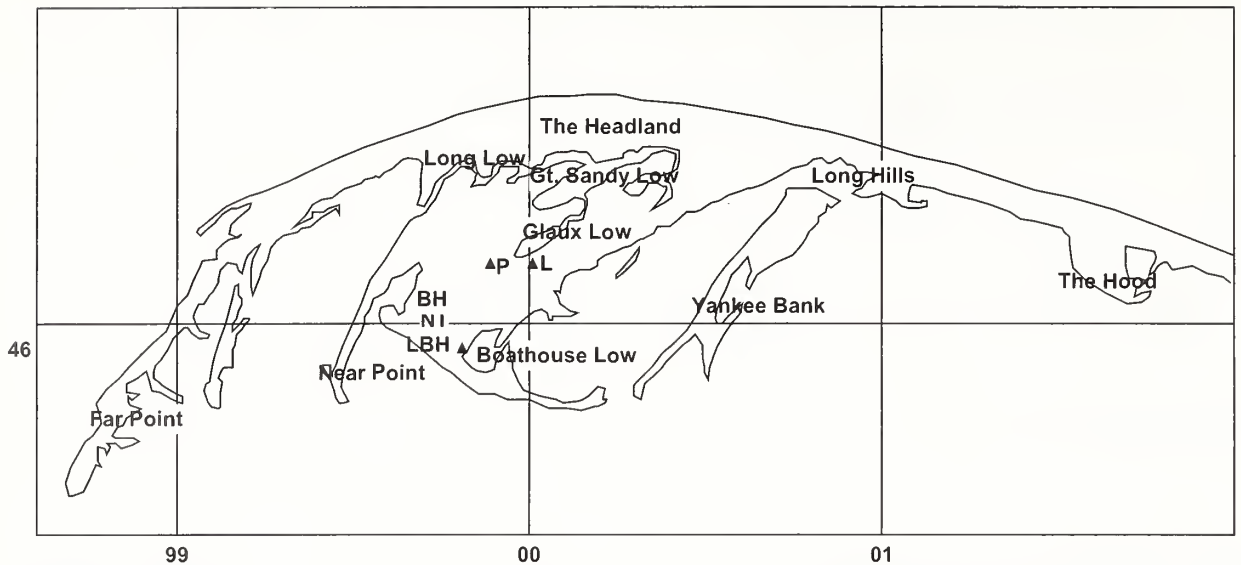 The Headland
Long Low
Gt. Sandy Low
Long Hills
Glaux Low
P
L
The Hood
BH
Yankee Bank
N I
46
LBH
Boathouse Low
Near Point
Far Point
99
00
01